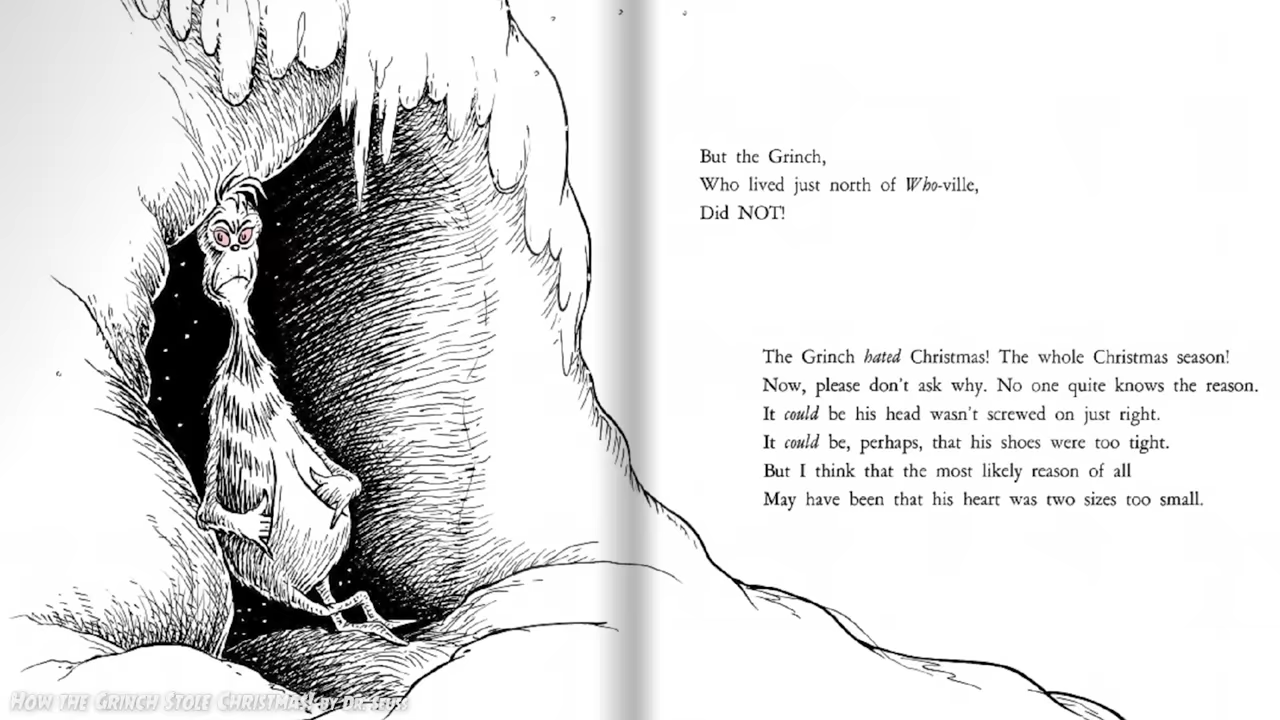 But the Grinch,
Who lived just north of Who-ville,
Did NOT!
The Grinch hated Christmas! The whole Christmas season!
Now, please don't ask why. No one quite knows the reason.
It could be his head wasn't screwed on just right.
It could be, perhaps, that his shoes were too tight.
But I think that the most likely reason of all
May have been that his heart was two sizes too small.
How the Grinch Stole Christmas! by Dr. Seuss